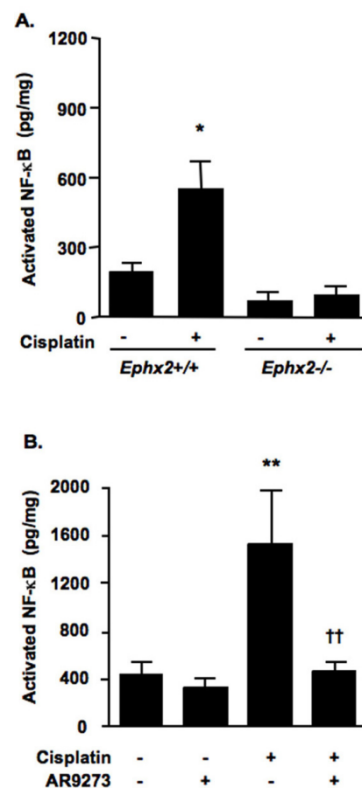 A.
Activated NF-κB (pg/mg)
1200
900
600
300
0
*
Cisplatin - + - +
Ephx2+/+ Ephx2-/-
B.
Activated NF-κB (pg/mg)
2000
1600
1200
800
400
0
**
††
Cisplatin - - + +
AR9273 - + - +